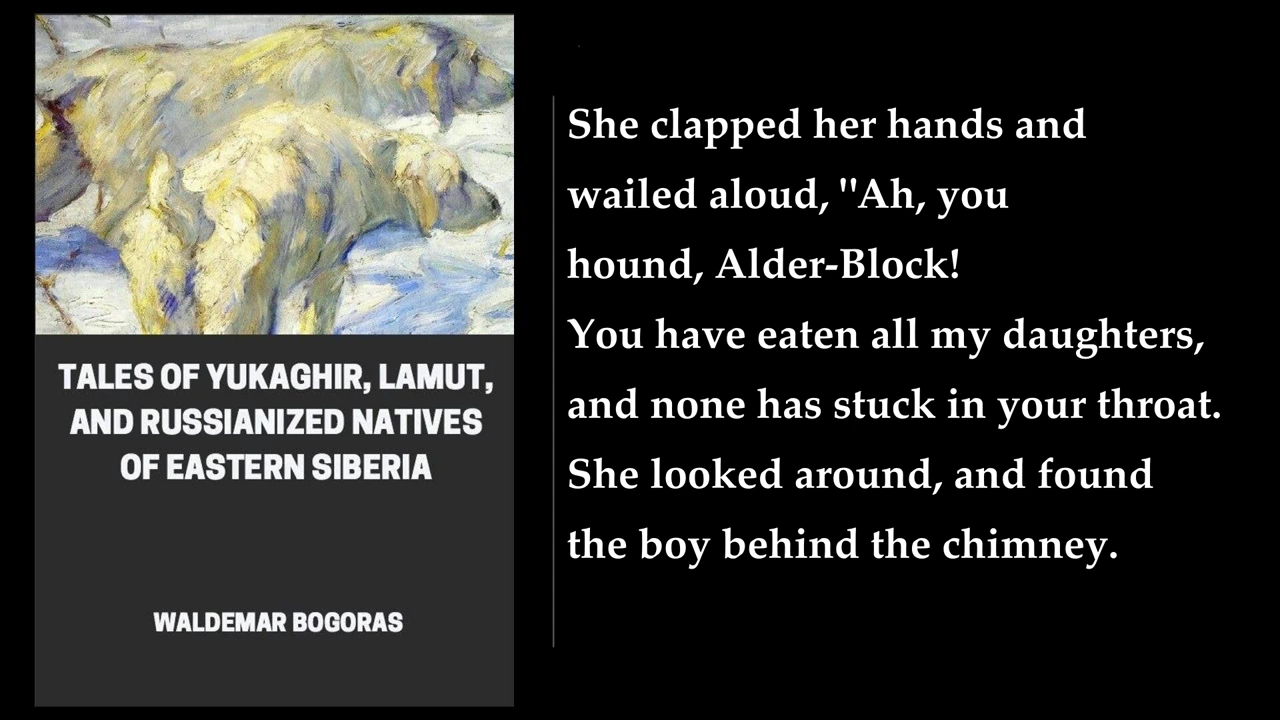 TALES OF YUKAGHIR, LAMUT,
AND RUSSIANIZED NATIVES
OF EASTERN SIBERIA
WALDEMAR BOGORAS
She clapped her hands and
wailed aloud, "Ah, you
hound, Alder-Block!
You have eaten all my daughters,
and none has stuck in your throat.
She looked around, and found
the boy behind the chimney.